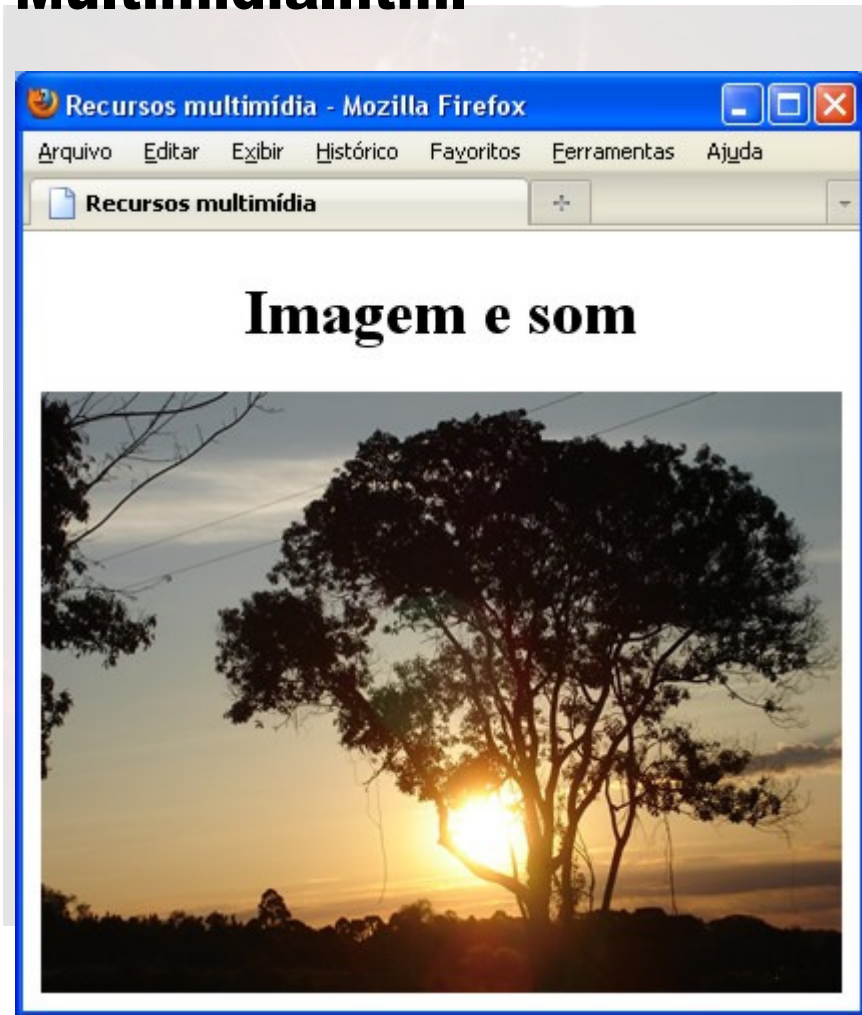 Recursos multimídia - Mozilla Firefox
Arquivo Editar Exibir Histórico Favoritos Ferramentas Ajuda
Recursos multimídia
Imagem e som